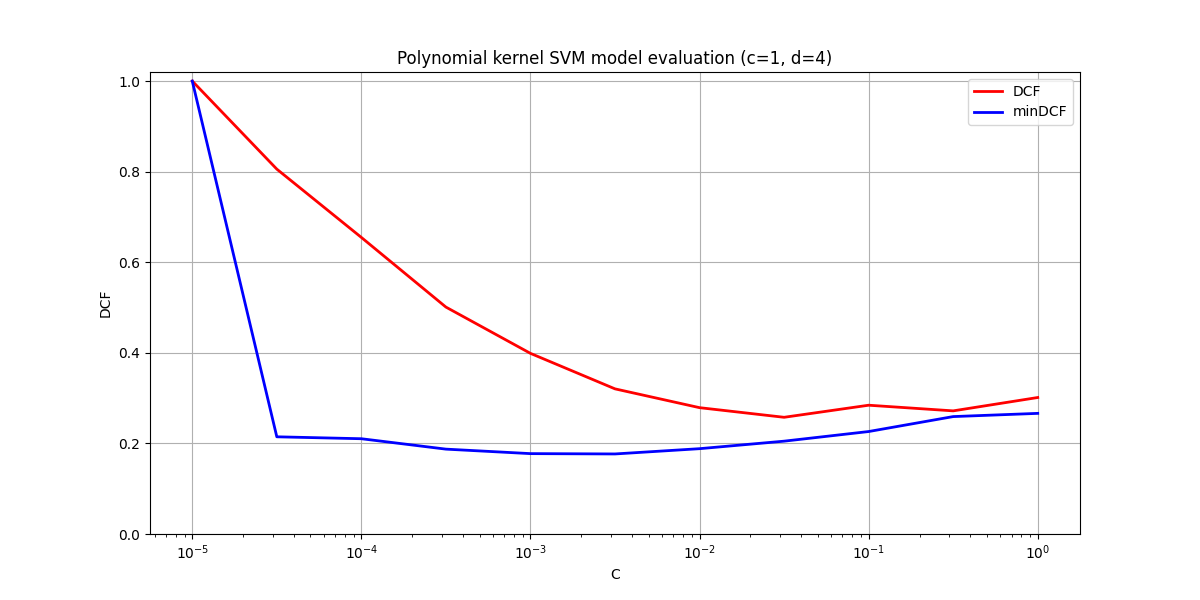 Polynomial kernel SVM model evaluation (c=1, d=4)
DCF
minDCF
1.0
0.8
0.6
0.4
0.2
0.0
DCF
10⁻⁵ 10⁻⁴ 10⁻³ 10⁻² 10⁻¹ 10⁰
C